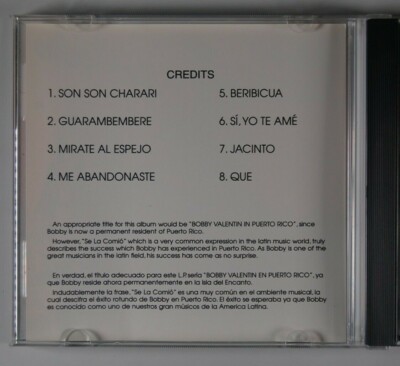 CREDITS
1. SON SON CHARARI
2. GUARAMBEMBERE
3. MIRATE AL ESPEJO
4. ME ABANDONASTE
5. BERIBICUA
6. SÍ, YO TE AMÉ
7. JACINTO
8. QUE
An appropriate title for this album would be "BOBBY VALENTIN IN PUERTO RICO", since
Bobby is now a permanent resident of Puerto Rico.
However, "Se La Comió" which is a very common expression in the latin music world, truly
describes the success which Bobby has experienced in Puerto Rico. As Bobby is one of the
great musicians in the latin field, his success has come as no surprise.
En verdad, el título adecuado para este L.P. sería "BOBBY VALENTIN EN PUERTO RICO", ya
que Bobby reside ahora permanentemente en la Isla del Encanto.
Indudablemente la frase, "Se La Comió" es una muy común en el ambiente musical, la
cual describa el éxito rotundo de Bobby en Puerto Rico. El éxito se esperaba ya que Bobby
es conocido como uno de nuestros gran músicos de la America Latina.